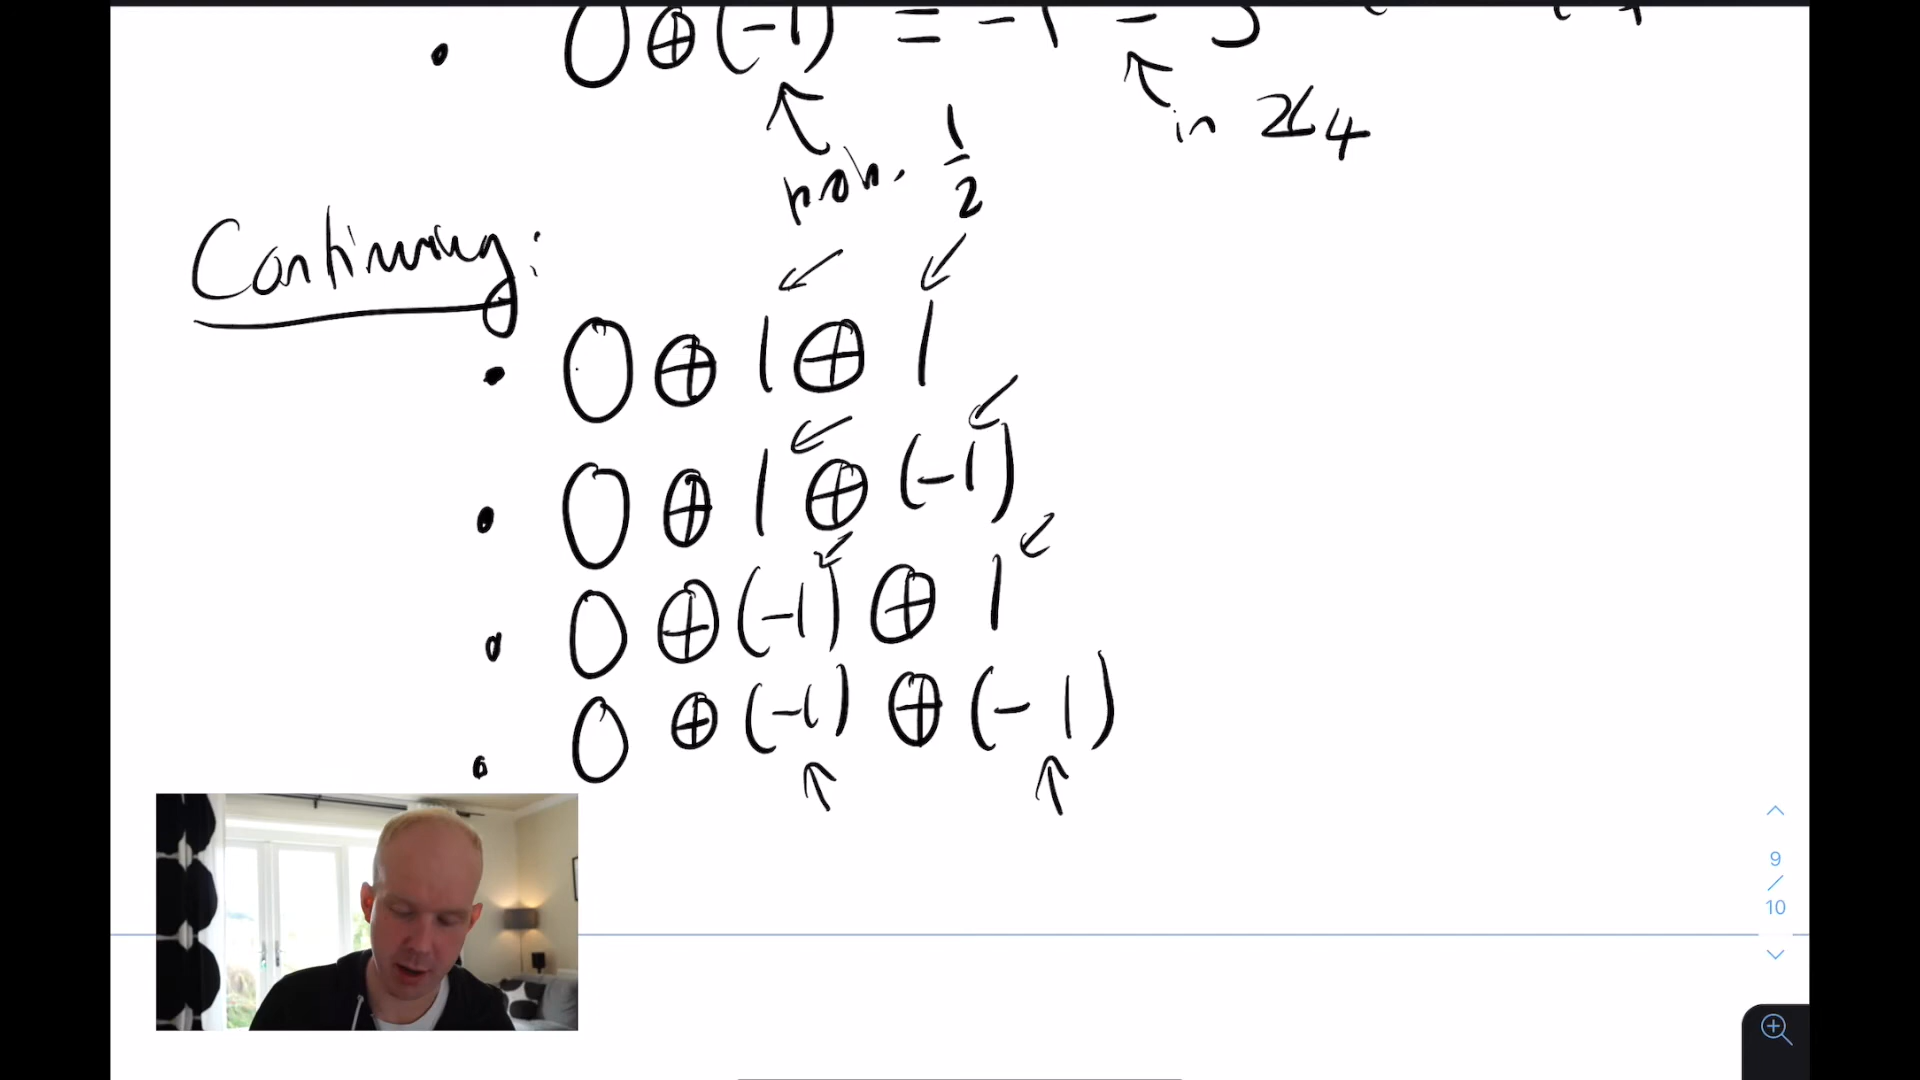 • 0 ⊕ (-1) = -1 = 3
↑ ↖ in ℤ4
prob. 1/2
Continuing:
↙ ↙
• 0 ⊕ 1 ⊕ 1
↙ ↙
• 0 ⊕ 1 ⊕ (-1)
↙ ↙
• 0 ⊕ (-1) ⊕ 1
• 0 ⊕ (-1) ⊕ (-1)
↑ ↑
9
/
10